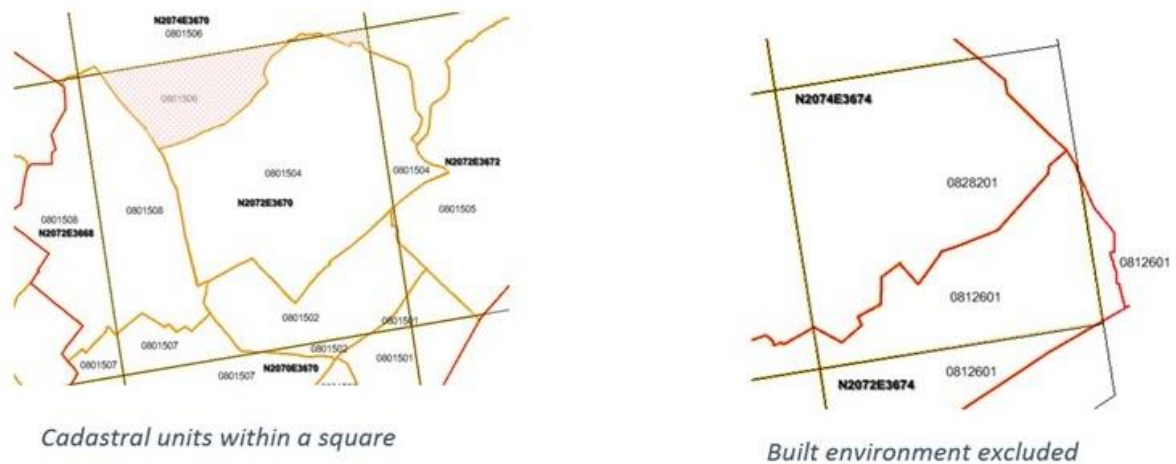 N2074E3670
0801506
0801506
0801504
N2072E3670
0801508
0801508
N2072E3668
0801504
N2072E3672
0801505
0801502
0801501
0801502
0801501
0801507
0801507
0801507
N2070E3670
Cadastral units within a square
N2074E3674
0828201
0812601
0812601
0812601
N2072E3674
Built environment excluded